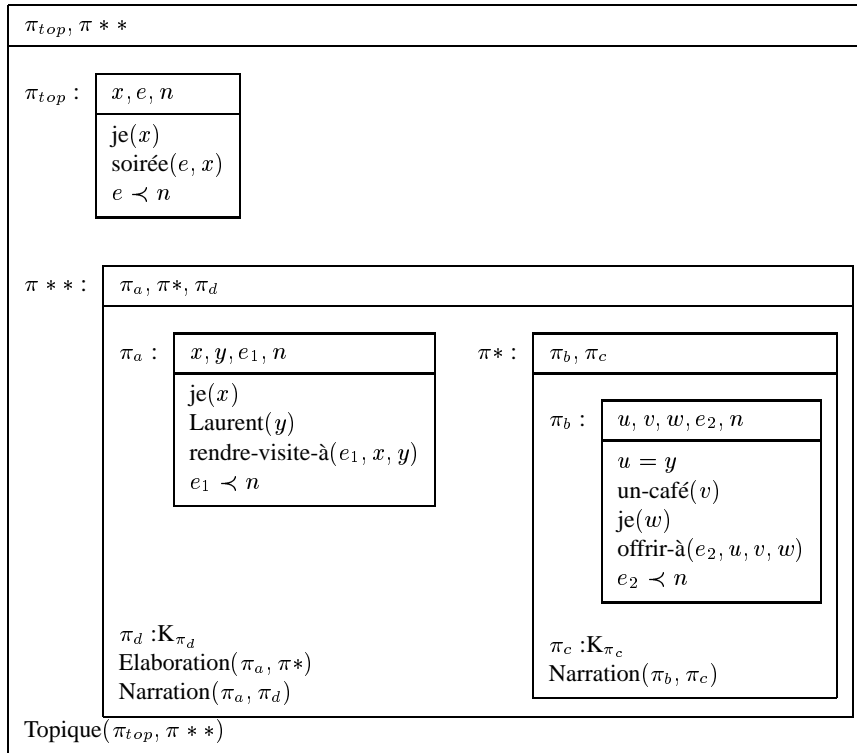 π_top, π ∗ ∗
π_top :
x, e, n
je(x)
soirée(e, x)
e ≺ n
π ∗ ∗ :
π_a, π∗, π_d
π_a :
x, y, e_1, n
je(x)
Laurent(y)
rendre-visite-à(e_1, x, y)
e_1 ≺ n
π∗ :
π_b, π_c
π_b :
u, v, w, e_2, n
u = y
un-café(v)
je(w)
offrir-à(e_2, u, v, w)
e_2 ≺ n
π_c :K_π_c
Narration(π_b, π_c)
π_d :K_π_d
Elaboration(π_a, π∗)
Narration(π_a, π_d)
Topique(π_top, π ∗ ∗)